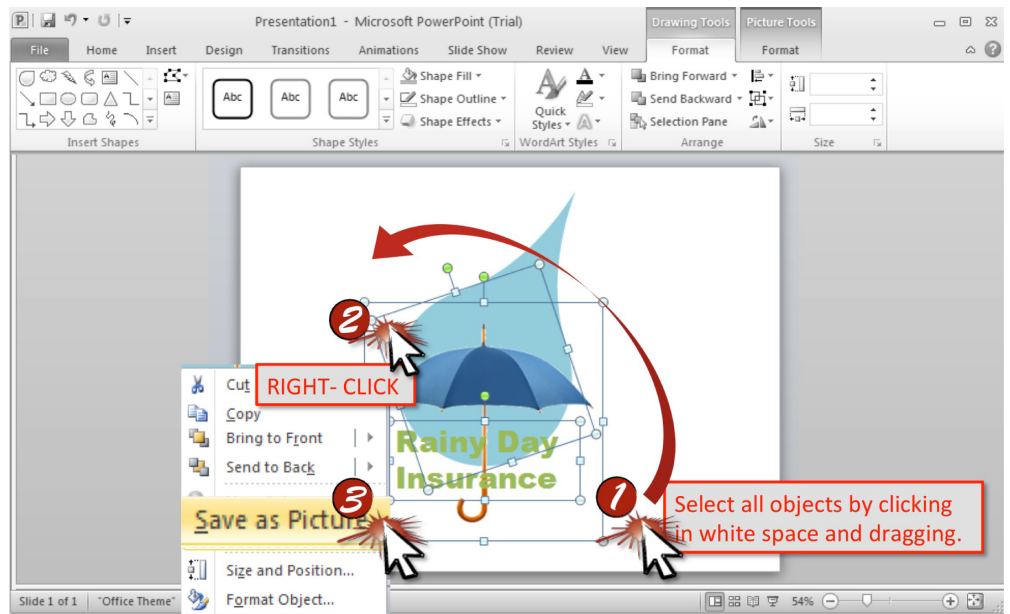 Presentation1 - Microsoft PowerPoint (Trial)
Drawing Tools
Picture Tools
File
Home
Insert
Design
Transitions
Animations
Slide Show
Review
View
Format
Format
Abc
Abc
Abc
Shape Fill
Shape Outline
Shape Effects
Quick
Styles
Bring Forward
Send Backward
Selection Pane
Insert Shapes
Shape Styles
WordArt Styles
Arrange
Size
2
RIGHT- CLICK
Cut
Copy
Bring to Front
Send to Back
Save as Picture
3
Size and Position...
Format Object...
Rainy Day
Insurance
1
Select all objects by clicking
in white space and dragging.
Slide 1 of 1
"Office Theme"
54%